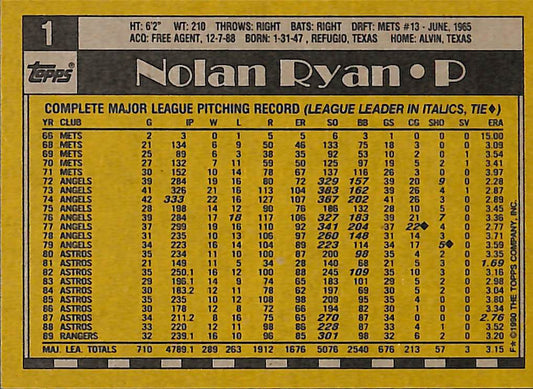 1
HT: 6'2" WT: 210 THROWS: RIGHT BATS: RIGHT DRFT: METS #13 - JUNE, 1965
ACQ: FREE AGENT, 12-7-88 BORN: 1-31-47, REFUGIO, TEXAS HOME: ALVIN, TEXAS
Topps
Nolan Ryan • P
COMPLETE MAJOR LEAGUE PITCHING RECORD (LEAGUE LEADER IN ITALICS, TIE♦)
YR CLUB G IP W L R ER SO BB GS CG SHO SV ERA
66 METS 2 3 0 1 5 5 6 3 1 0 0 0 15.00
68 METS 21 134 6 9 50 46 133 75 18 3 0 0 3.09
69 METS 25 89 6 3 38 35 92 53 10 2 0 1 3.54
70 METS 27 132 7 11 59 50 125 97 19 5 2 1 3.41
71 METS 30 152 10 14 78 67 137 116 26 3 0 0 3.97
72 ANGELS 39 284 19 16 80 72 329 157 39 20 9 0 2.28
73 ANGELS 41 326 21 16 113 104 383 162 39 26 4 1 2.87
74 ANGELS 42 333 22 16 127 107 367 202 41 26 3 0 2.89
75 ANGELS 28 198 14 12 90 76 186 132 28 10 5 0 3.45
76 ANGELS 39 284 17 18 117 106 327 183 39 21 7 0 3.36
77 ANGELS 37 299 19 16 110 92 341 204 37 22♦ 4 0 2.77
78 ANGELS 31 235 10 13 106 97 260 148 31 14 3 0 3.71
79 ANGELS 34 223 16 14 104 89 223 114 34 17 5♦ 0 3.59
80 ASTROS 35 234 11 10 100 87 200 98 35 4 2 0 3.35
81 ASTROS 21 149 11 5 34 28 140 68 21 5 3 0 1.69
82 ASTROS 35 250.1 16 12 100 88 245 109 35 10 3 0 3.16
83 ASTROS 29 196.1 14 9 74 65 183 101 29 5 2 0 2.98
84 ASTROS 30 183.2 12 11 78 62 197 69 30 5 2 0 3.04
85 ASTROS 35 235 10 12 108 98 209 95 35 4 0 0 3.80
86 ASTROS 30 178 12 8 72 66 194 82 30 1 0 0 3.34
87 ASTROS 34 211.2 8 16 75 65 270 87 34 0 0 0 2.76
88 ASTROS 33 220 12 11 98 86 228 87 33 4 1 0 3.52
89 RANGERS 32 239.1 16 10 96 85 301 98 32 6 2 0 3.20
MAJ. LEA. TOTALS 710 4789.1 289 263 1912 1676 5076 2540 676 213 57 3 3.15
F★ ©1990 THE TOPPS COMPANY, INC.